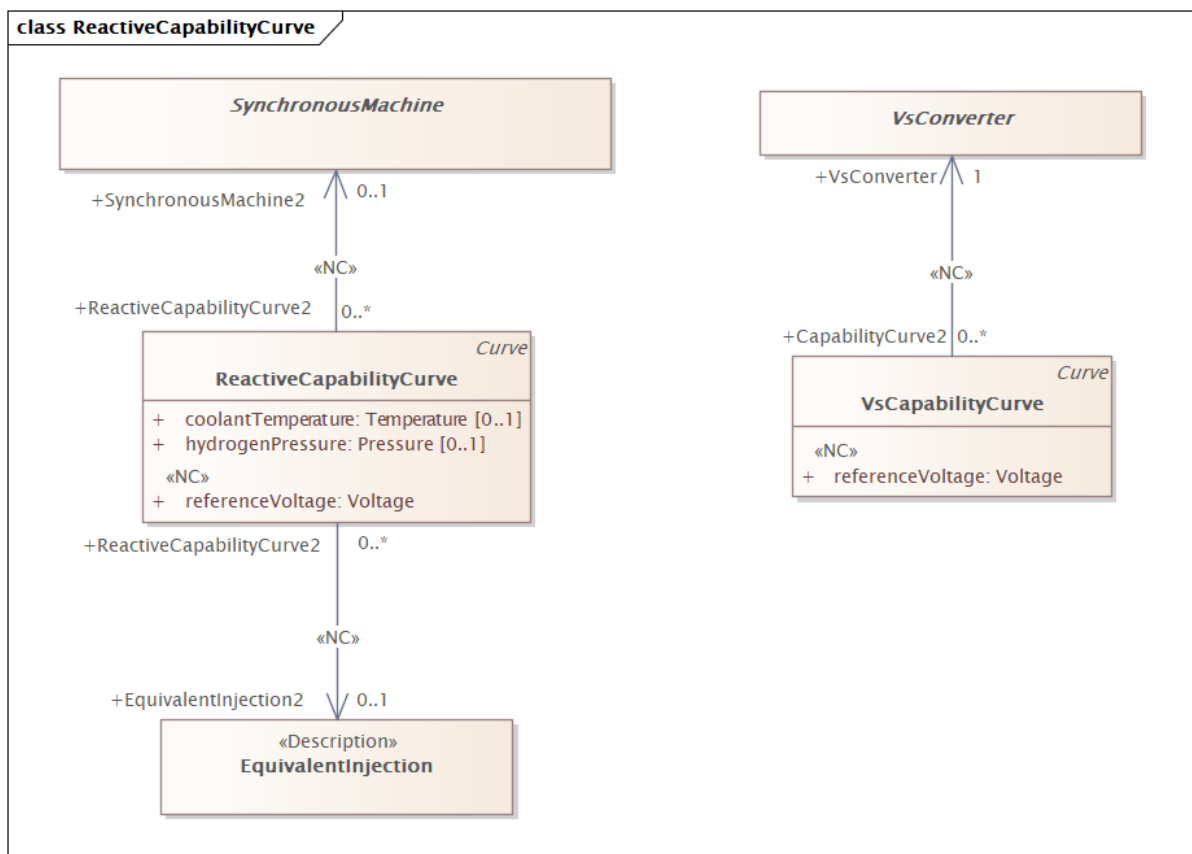 class ReactiveCapabilityCurve
SynchronousMachine
+SynchronousMachine2 0..1
«NC»
+ReactiveCapabilityCurve2 0..*
Curve
ReactiveCapabilityCurve
+ coolantTemperature: Temperature [0..1]
+ hydrogenPressure: Pressure [0..1]
«NC»
+ referenceVoltage: Voltage
+ReactiveCapabilityCurve2 0..*
«NC»
+EquivalentInjection2 0..1
«Description»
EquivalentInjection
VsConverter
+VsConverter 1
«NC»
+CapabilityCurve2 0..*
Curve
VsCapabilityCurve
«NC»
+ referenceVoltage: Voltage